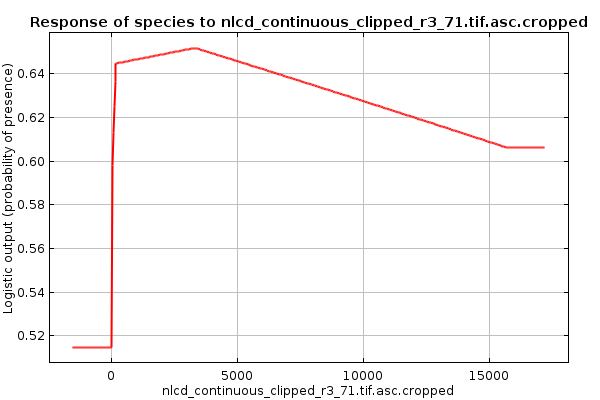 Response of species to nlcd_continuous_clipped_r3_71.tif.asc.cropped
Logistic output (probability of presence)
0.64
0.62
0.60
0.58
0.56
0.54
0.52
0 5000 10000 15000
nlcd_continuous_clipped_r3_71.tif.asc.cropped